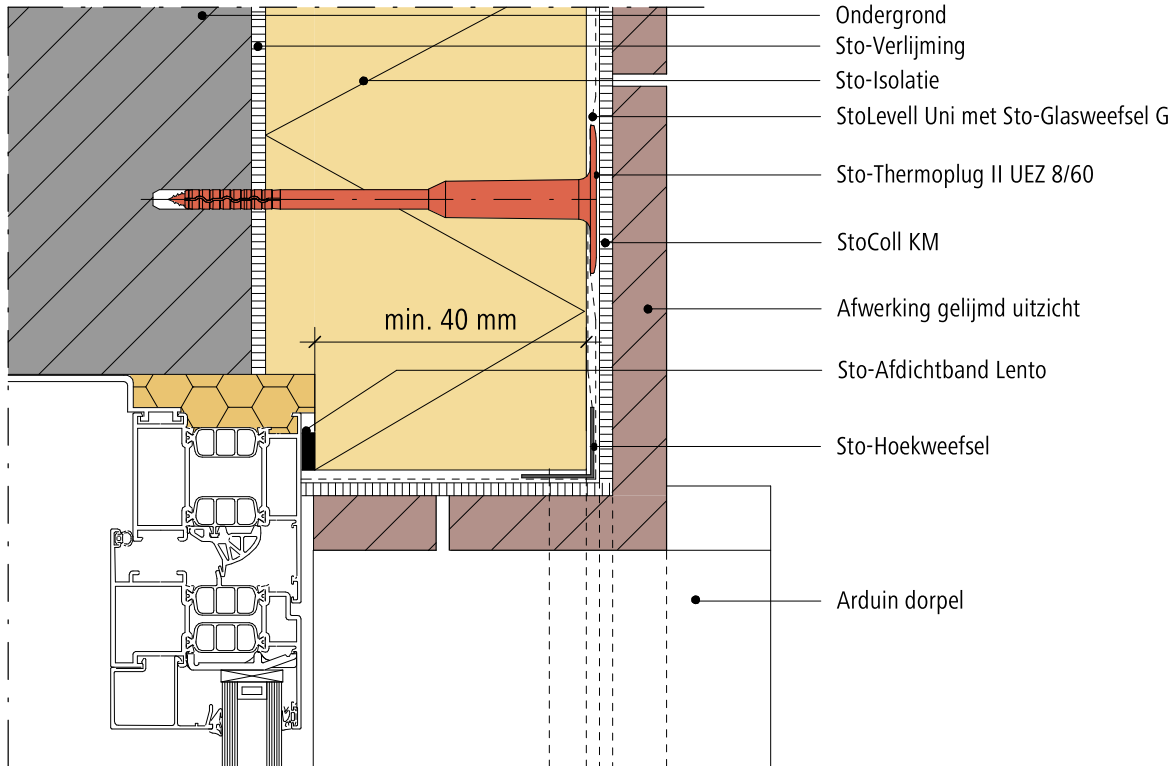 Ondergrond
Sto-Verlijming
Sto-Isolatie
StoLevell Uni met Sto-Glasweefsel G
Sto-Thermoplug II UEZ 8/60
StoColl KM
Afwerking gelijmd uitzicht
min. 40 mm
Sto-Afdichtband Lento
Sto-Hoekweefsel
Arduin dorpel